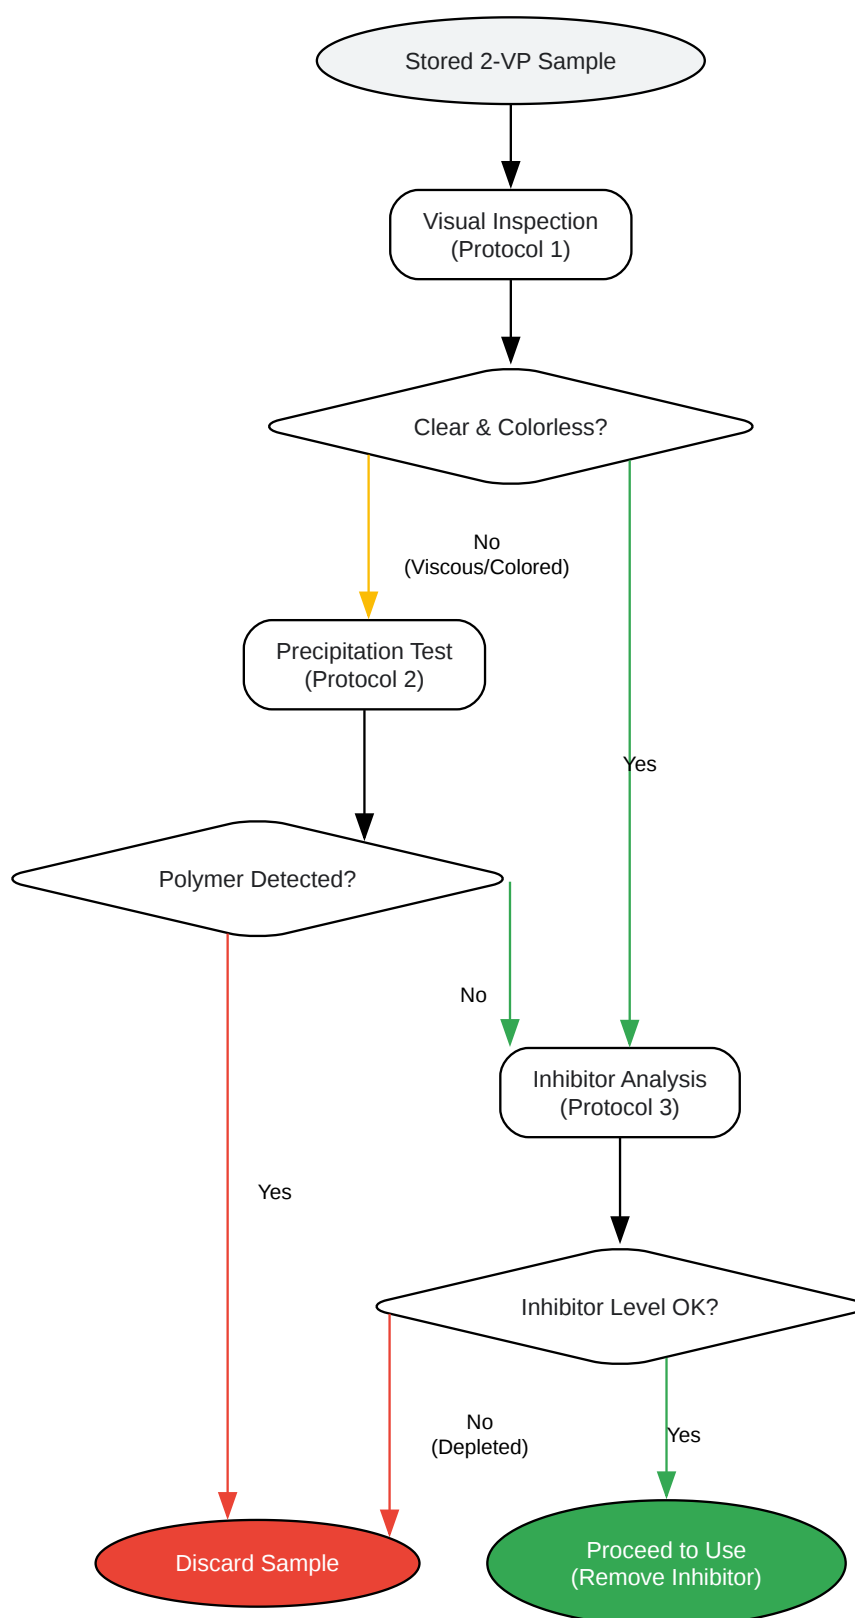 Stored 2-VP Sample
Visual Inspection
(Protocol 1)
Clear & Colorless?
No
(Viscous/Colored)
Precipitation Test
(Protocol 2)
Yes
Polymer Detected?
No
Inhibitor Analysis
(Protocol 3)
Yes
Inhibitor Level OK?
No
(Depleted)
Yes
Discard Sample
Proceed to Use
(Remove Inhibitor)